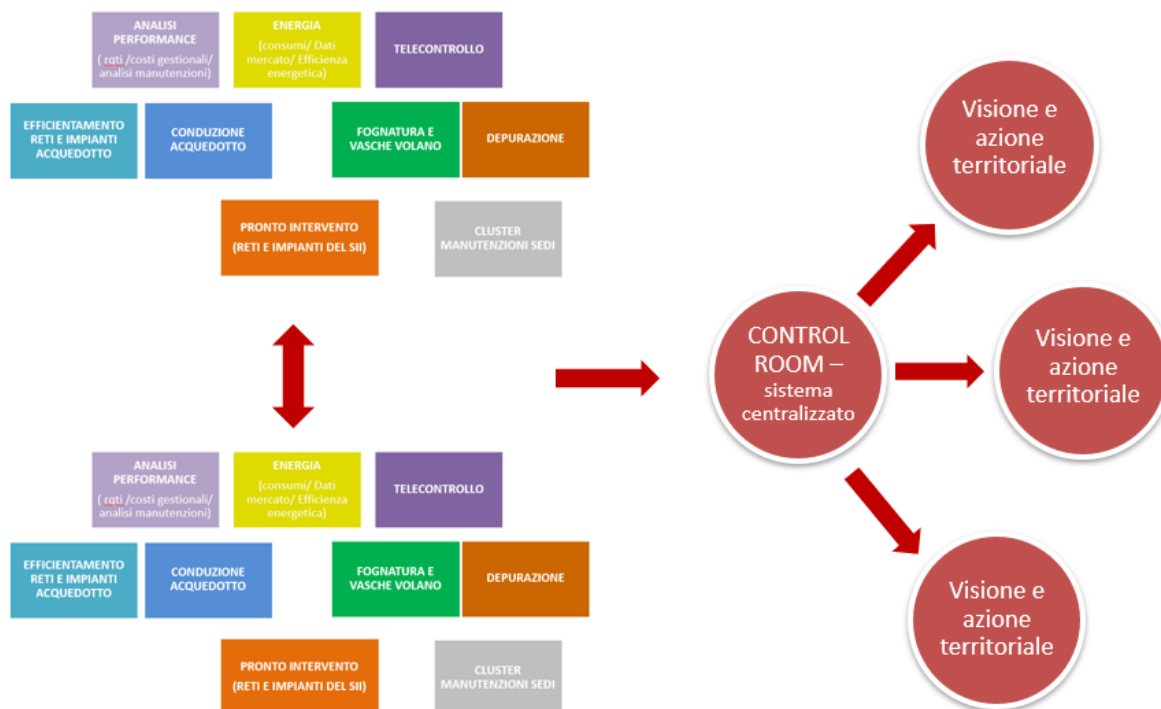 ANALISI
PERFORMANCE
( rqti /costi gestionali/
analisi manutenzioni)
ENERGIA
(consumi/ Dati
mercato/ Efficienza
energetica)
TELECONTROLLO
EFFICIENTAMENTO
RETI E IMPIANTI
ACQUEDOTTO
CONDUZIONE
ACQUEDOTTO
FOGNATURA E
VASCHE VOLANO
DEPURAZIONE
PRONTO INTERVENTO
(RETI E IMPIANTI DEL SII)
CLUSTER
MANUTENZIONI SEDI
ANALISI
PERFORMANCE
( rqti /costi gestionali/
analisi manutenzioni)
ENERGIA
(consumi/ Dati
mercato/ Efficienza
energetica)
TELECONTROLLO
EFFICIENTAMENTO
RETI E IMPIANTI
ACQUEDOTTO
CONDUZIONE
ACQUEDOTTO
FOGNATURA E
VASCHE VOLANO
DEPURAZIONE
PRONTO INTERVENTO
(RETI E IMPIANTI DEL SII)
CLUSTER
MANUTENZIONI SEDI
CONTROL
ROOM –
sistema
centralizzato
Visione e
azione
territoriale
Visione e
azione
territoriale
Visione e
azione
territoriale